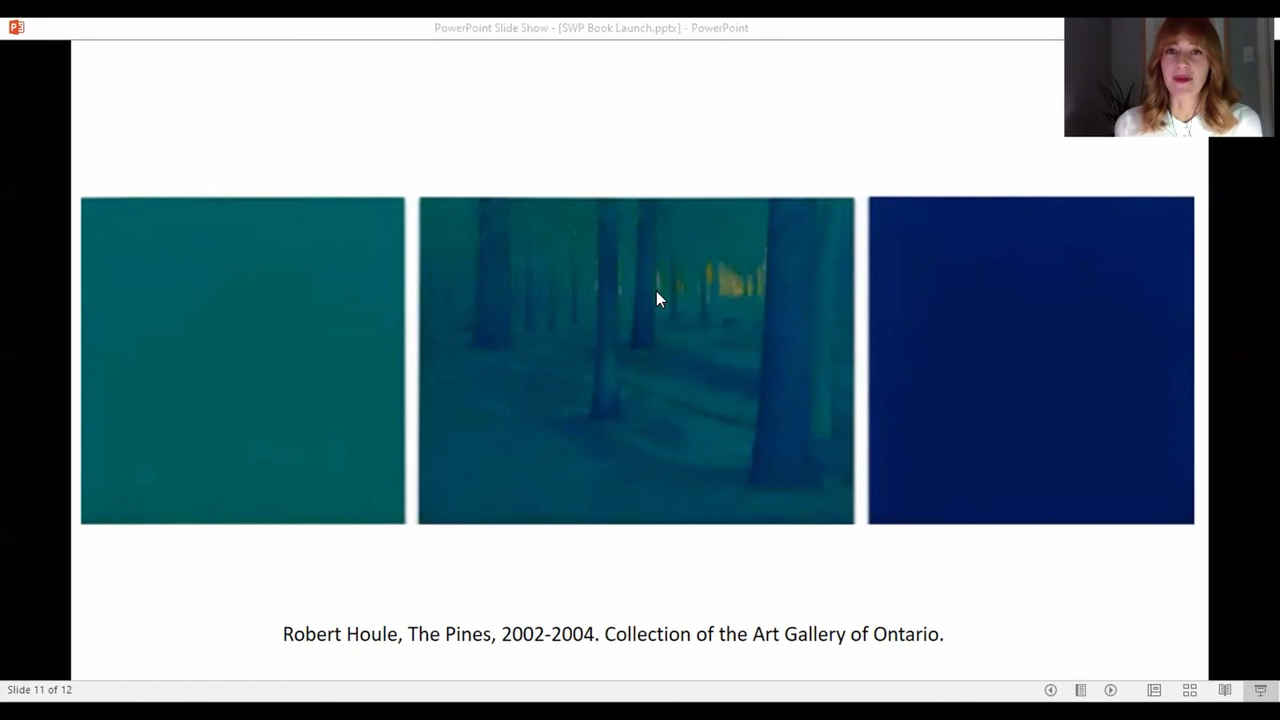 PowerPoint Slide Show - [SWP Book Launch.pptx] - PowerPoint
Robert Houle, The Pines, 2002-2004. Collection of the Art Gallery of Ontario.
Slide 11 of 12